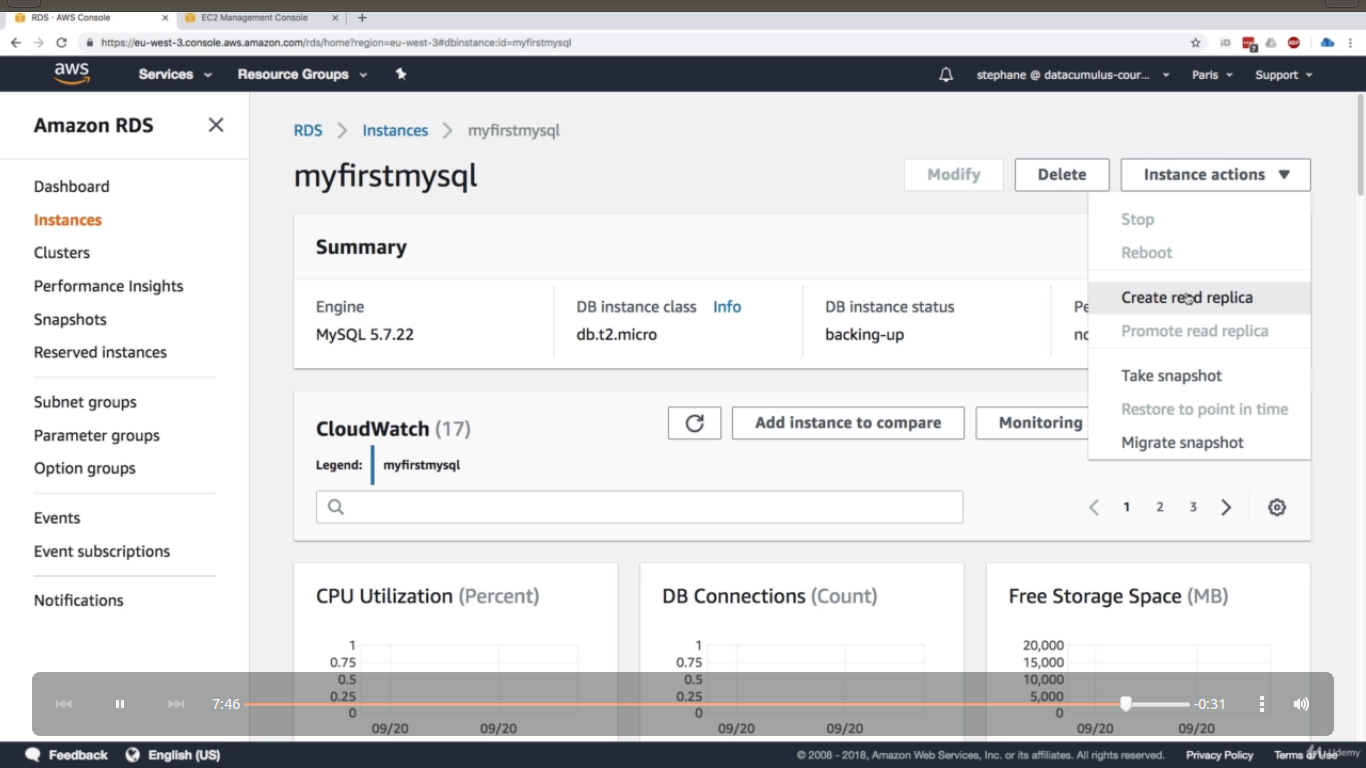 RDS · AWS Console
EC2 Management Console
https://eu-west-3.console.aws.amazon.com/rds/home?region=eu-west-3#dbinstance:id=myfirstmysql
aws
Services
Resource Groups
stephane @ datacumulus-cour...
Paris
Support
Amazon RDS
Dashboard
Instances
Clusters
Performance Insights
Snapshots
Reserved instances
Subnet groups
Parameter groups
Option groups
Events
Event subscriptions
Notifications
RDS > Instances > myfirstmysql
myfirstmysql
Modify
Delete
Instance actions
Stop
Reboot
Create read replica
Promote read replica
Take snapshot
Restore to point in time
Migrate snapshot
Summary
Engine
MySQL 5.7.22
DB instance class Info
db.t2.micro
DB instance status
backing-up
CloudWatch (17)
Add instance to compare
Monitoring
Legend: myfirstmysql
1 2 3
CPU Utilization (Percent)
1
0.75
0.5
0.25
0
09/20 09/20
DB Connections (Count)
1
0.75
0.5
0.25
0
09/20 09/20
Free Storage Space (MB)
20,000
15,000
10,000
5,000
0
09/20 09/20
7:46
-0:31
Feedback
English (US)
© 2008 - 2018, Amazon Web Services, Inc. or its affiliates. All rights reserved.
Privacy Policy
Terms of Use
Udemy